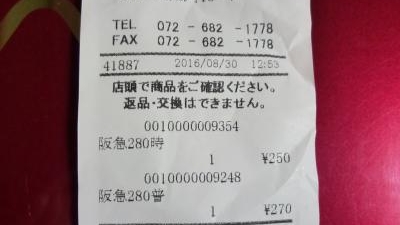 TEL 072 - 682 - 1778
FAX 072 - 682 - 1778
41887 2016/08/30 12:53
店頭で商品をご確認ください。
返品・交換はできません。
0010000009354
阪急280時
1 ¥250
0010000009248
阪急280普
1 ¥270